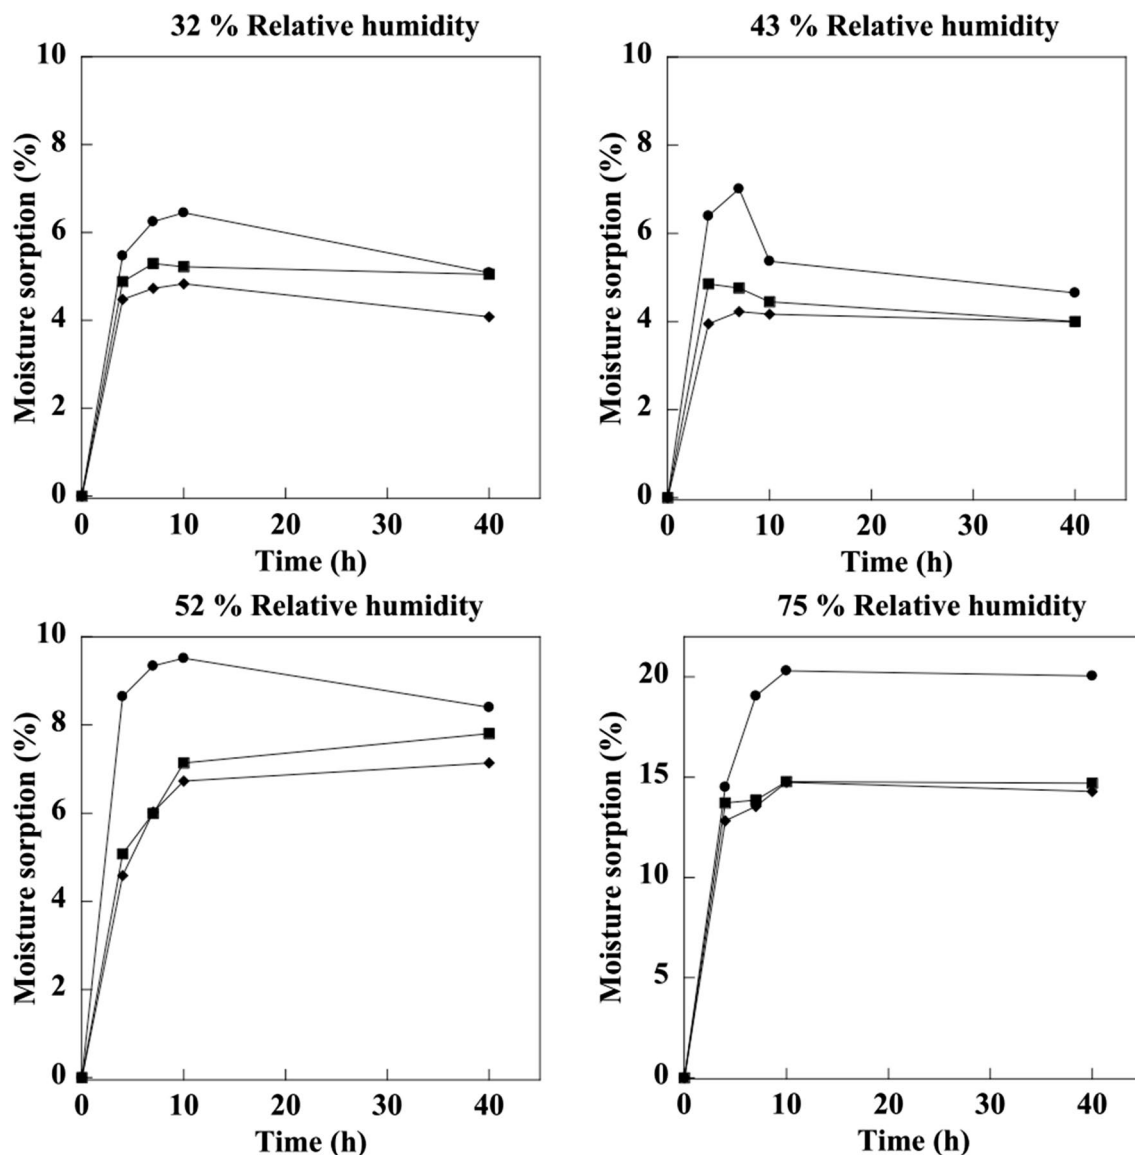 32 % Relative humidity
10
8
6
4
2
0
Moisture sorption (%)
0 10 20 30 40
Time (h)
43 % Relative humidity
10
8
6
4
2
0
Moisture sorption (%)
0 10 20 30 40
Time (h)
52 % Relative humidity
10
8
6
4
2
0
Moisture sorption (%)
0 10 20 30 40
Time (h)
75 % Relative humidity
20
15
10
5
0
Moisture sorption (%)
0 10 20 30 40
Time (h)